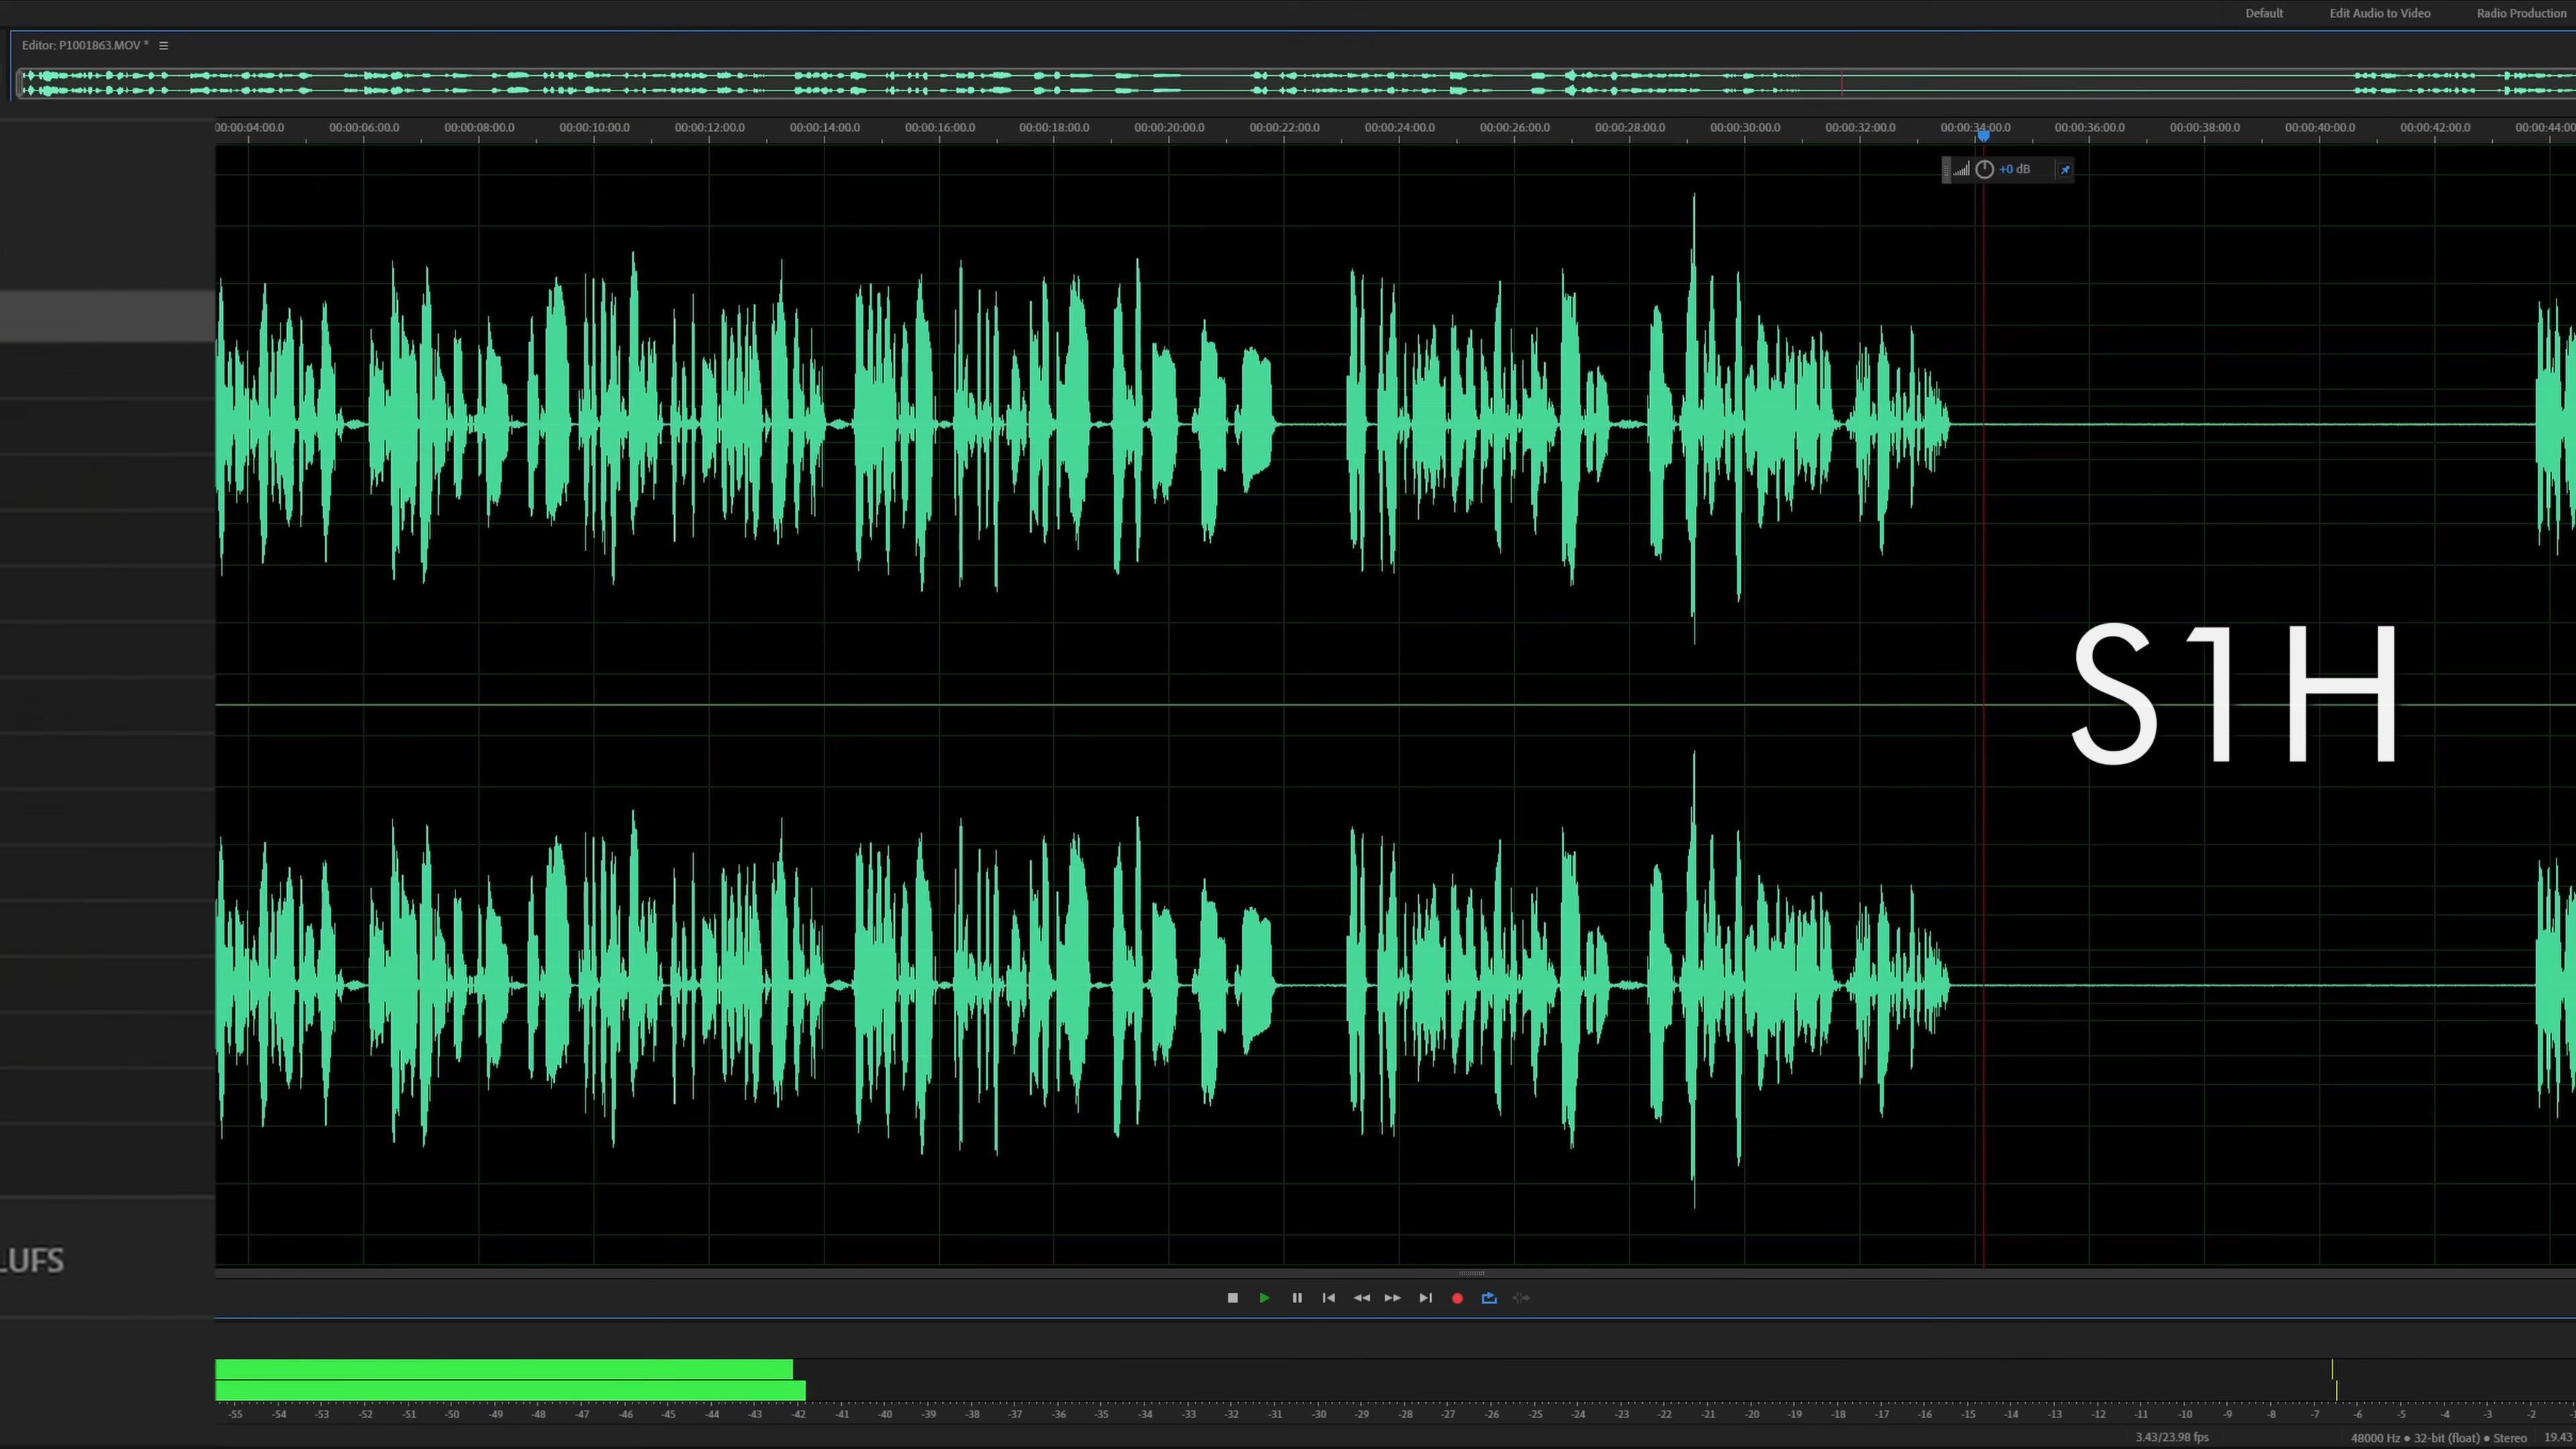 Default Edit Audio to Video Radio Production
Editor: P1001863.MOV *
00:00:04:00.0 00:00:06:00.0 00:00:08:00.0 00:00:10:00.0 00:00:12:00.0 00:00:14:00.0 00:00:16:00.0 00:00:18:00.0 00:00:20:00.0 00:00:22:00.0 00:00:24:00.0 00:00:26:00.0 00:00:28:00.0 00:00:30:00.0 00:00:32:00.0 00:00:34:00.0 00:00:36:00.0 00:00:38:00.0 00:00:40:00.0 00:00:42:00.0 00:00:44:00
+0 dB
S1H
LUFS
-55 -54 -53 -52 -51 -50 -49 -48 -47 -46 -45 -44 -43 -42 -41 -40 -39 -38 -37 -36 -35 -34 -33 -32 -31 -30 -29 -28 -27 -26 -25 -24 -23 -22 -21 -20 -19 -18 -17 -16 -15 -14 -13 -12 -11 -10 -9 -8 -7 -6 -5 -4 -3 -2
3.43/23.98 fps 48000 Hz ● 32-bit (float) ● Stereo 19.43